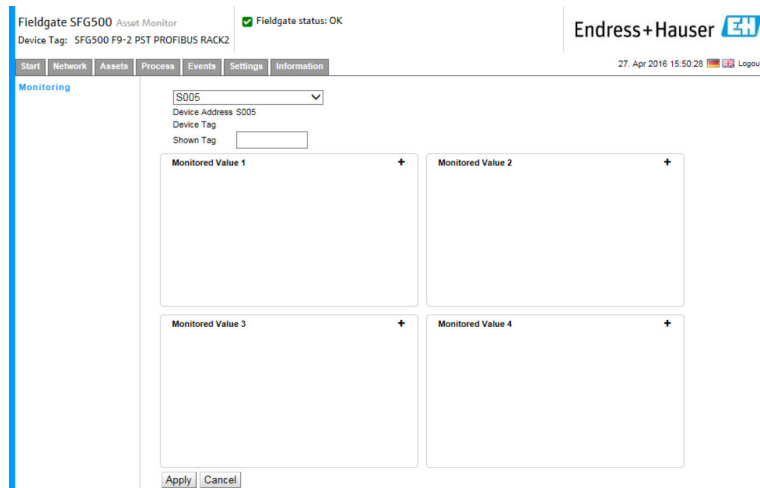 Fieldgate SFG500 Asset Monitor
Device Tag: SFG500 F9-2 PST PROFIBUS RACK2
Fieldgate status: OK
Endress+Hauser EH
Start Network Assets Process Events Settings Information
27. Apr 2016 15:50:28 Logou
Monitoring
S005
Device Address S005
Device Tag
Shown Tag
Monitored Value 1 +
Monitored Value 2 +
Monitored Value 3 +
Monitored Value 4 +
Apply Cancel